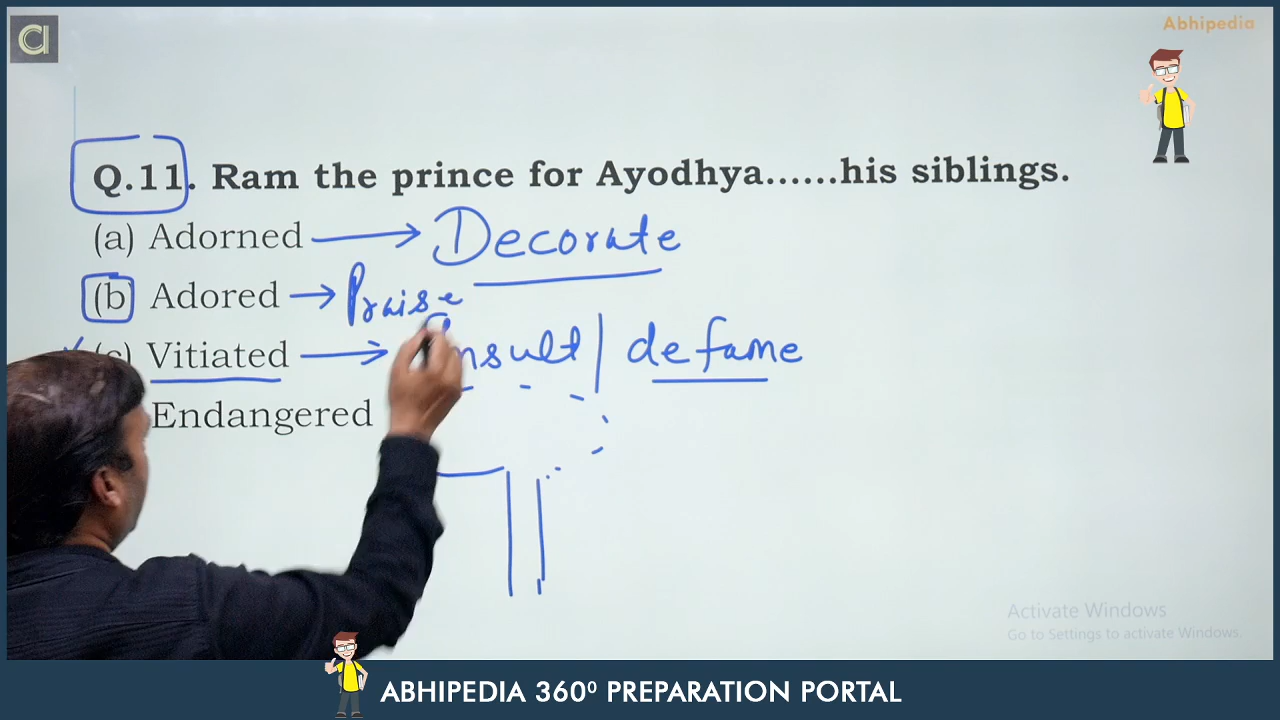 Abhipedia
Q.11. Ram the prince for Ayodhya......his siblings.
(a) Adorned → Decorate
(b) Adored → Praise
(c) Vitiated → Insult / defame
Endangered
Activate Windows
Go to Settings to activate Windows.
ABHIPEDIA 360⁰ PREPARATION PORTAL